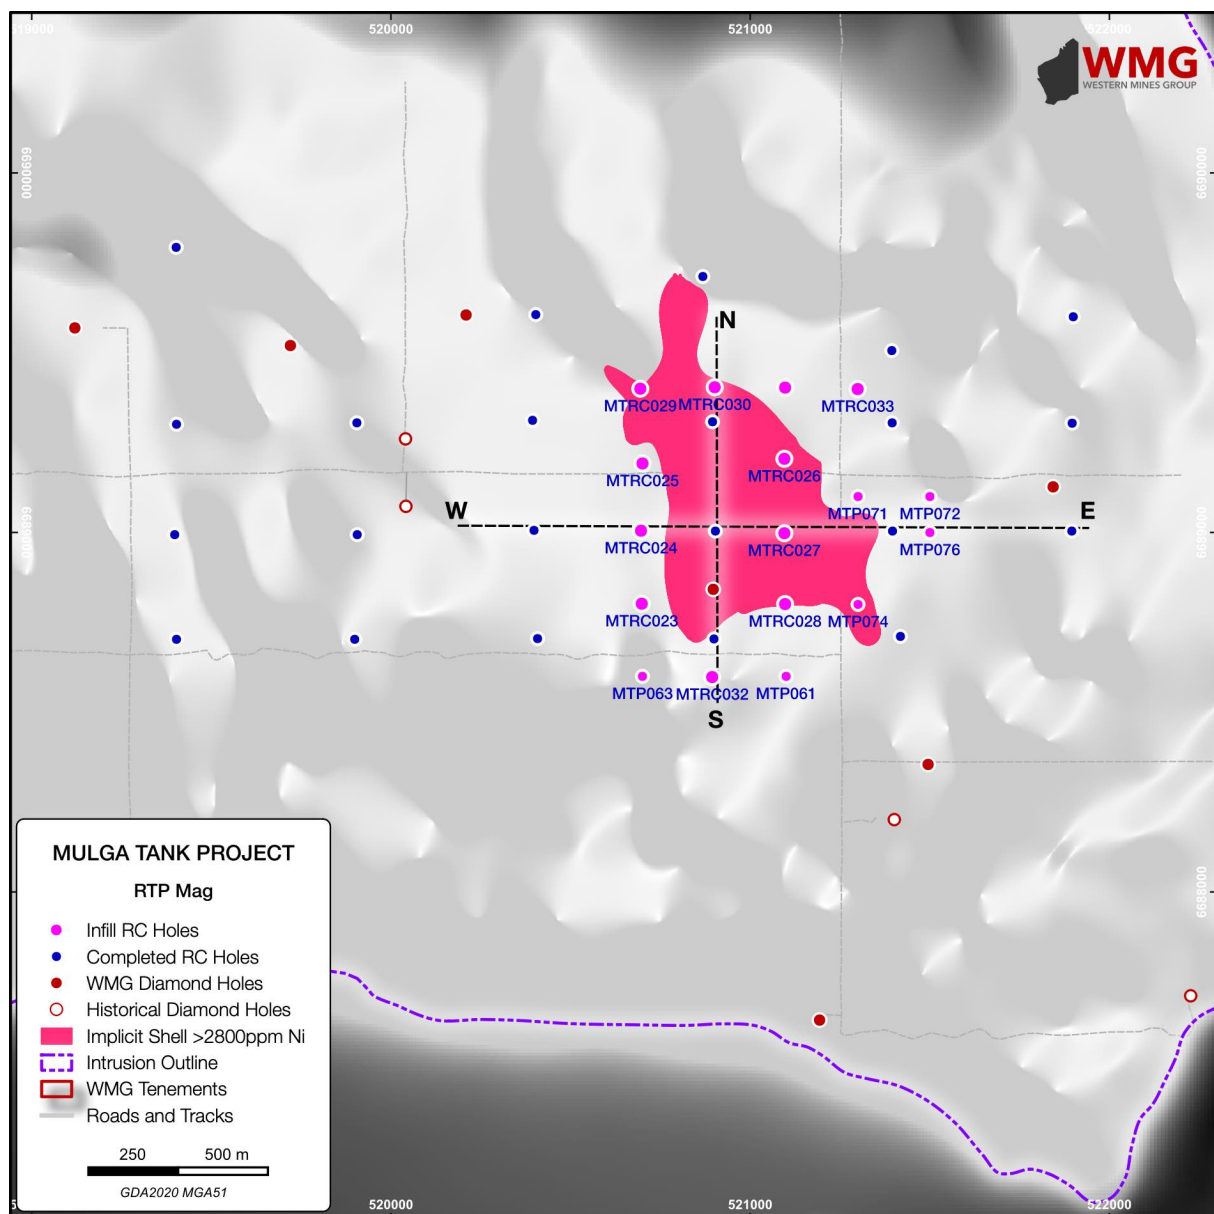 519000
520000
521000
522000
WMG
WESTERN MINES GROUP
6690000
6690000
N
MTRC029
MTRC030
MTRC033
MTRC025
MTRC026
W
MTP071
MTP072
E
6689000
MTRC024
MTRC027
MTP076
6689000
MTRC023
MTRC028
MTP074
MTP063
MTRC032
MTP061
S
MULGA TANK PROJECT
RTP Mag
Infill RC Holes
Completed RC Holes
WMG Diamond Holes
Historical Diamond Holes
Implicit Shell >2800ppm Ni
Intrusion Outline
WMG Tenements
Roads and Tracks
250 500 m
GDA2020 MGA51
6688000
520000
521000
522000